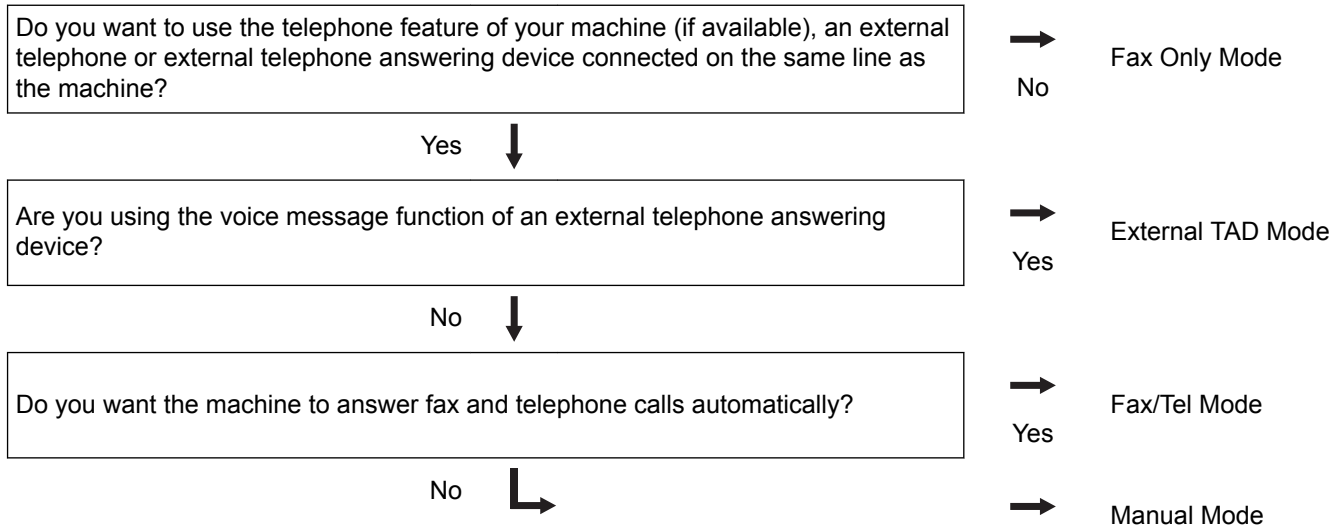 Do you want to use the telephone feature of your machine (if available), an external
telephone or external telephone answering device connected on the same line as
the machine?
No
Fax Only Mode
Yes
Are you using the voice message function of an external telephone answering
device?
Yes
External TAD Mode
No
Do you want the machine to answer fax and telephone calls automatically?
Yes
Fax/Tel Mode
No
Manual Mode